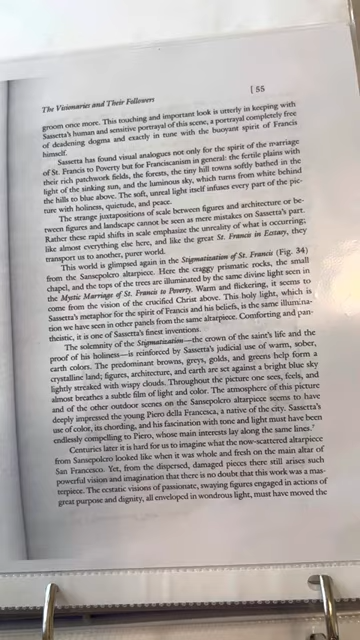 The Visionaries and Their Followers [ 55
groom once more. This touching and important look is utterly in keeping with
Sassetta's human and sensitive portrayal of this scene, a portrayal completely free
of deadening dogma and exactly in tune with the buoyant spirit of Francis
himself.
Sassetta has found visual analogues not only for the spirit of the marriage
of St. Francis to Poverty but for Franciscanism in general: the fertile plains with
their rich patchwork fields, the forests, the tiny hill towns softly bathed in the
light of the sinking sun, and the luminous sky, which turns from white behind
the hills to blue above. The soft, unreal light itself infuses every part of the pic-
ture with holiness, quietude, and peace.
The strange juxtapositions of scale between figures and architecture or be-
tween figures and landscape cannot be seen as mere mistakes on Sassetta's part.
Rather these rapid shifts in scale emphasize the unreality of what is occurring;
like almost everything else here, and like the great St. Francis in Ecstasy, they
transport us to another, purer world.
This world is glimpsed again in the Stigmatization of St. Francis (Fig. 34)
from the Sansepolcro altarpiece. Here the craggy prismatic rocks, the small
chapel, and the tops of the trees are illuminated by the same divine light seen in
the Mystic Marriage of St. Francis to Poverty. Warm and flickering, it seems to
come from the vision of the crucified Christ above. This holy light, which is
Sassetta's metaphor for the spirit of Francis and his beliefs, is the same illumina-
tion we have seen in other panels from the same altarpiece. Comforting and pan-
theistic, it is one of Sassetta's finest inventions.
The solemnity of the Stigmatization—the crown of the saint's life and the
proof of his holiness—is reinforced by Sassetta's judicial use of warm, sober,
earth colors. The predominant browns, greys, golds, and greens help form a
crystalline land; figures, architecture, and earth are set against a bright blue sky
lightly streaked with wispy clouds. Throughout the picture one sees, feels, and
almost breathes a subtle film of light and color. The atmosphere of this picture
and of the other outdoor scenes on the Sansepolcro altarpiece seems to have
deeply impressed the young Piero della Francesca, a native of the city. Sassetta's
use of color, its chording, and his fascination with tone and light must have been
endlessly compelling to Piero, whose main interests lay along the same lines.
Centuries later it is hard for us to imagine what the now-scattered altarpiece
from Sansepolcro looked like when it was whole and fresh on the main altar of
San Francesco. Yet, from the dispersed, damaged pieces there still arises such
powerful vision and imagination that there is no doubt that this work was a mas-
terpiece. The ecstatic visions of passionate, swaying figures engaged in actions of
great purpose and dignity, all enveloped in wondrous light, must have moved the